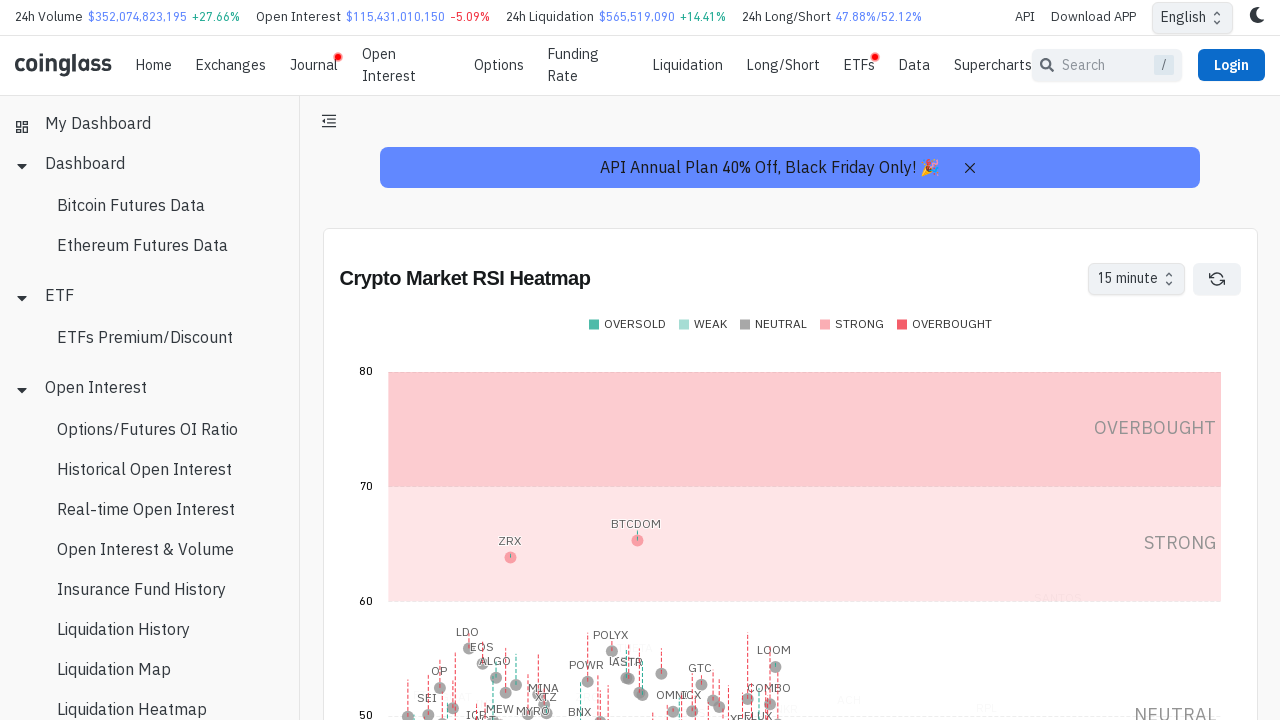 24h Volume $352,074,823,195 +27.66% Open Interest $115,431,010,150 -5.09% 24h Liquidation $565,519,090 +14.41% 24h Long/Short 47.88%/52.12% API Download APP English
coinglass Home Exchanges Journal Open Interest Options Funding Rate Liquidation Long/Short ETFs Data Supercharts Search / Login
My Dashboard
Dashboard
Bitcoin Futures Data
Ethereum Futures Data
ETF
ETFs Premium/Discount
Open Interest
Options/Futures OI Ratio
Historical Open Interest
Real-time Open Interest
Open Interest & Volume
Insurance Fund History
Liquidation History
Liquidation Map
Liquidation Heatmap
API Annual Plan 40% Off, Black Friday Only! 🎉
Crypto Market RSI Heatmap
15 minute
OVERSOLD WEAK NEUTRAL STRONG OVERBOUGHT
80
OVERBOUGHT
70
BTCDOM
ZRX
STRONG
60
LDO
POLYX
EOS
LOOM
ALGO
ASTR
POWR
GTC
OP
MINA
COMBO
SEI
XTZ
OMNI
ICX
MEW
MYRO
BNX
50
NEUTRAL